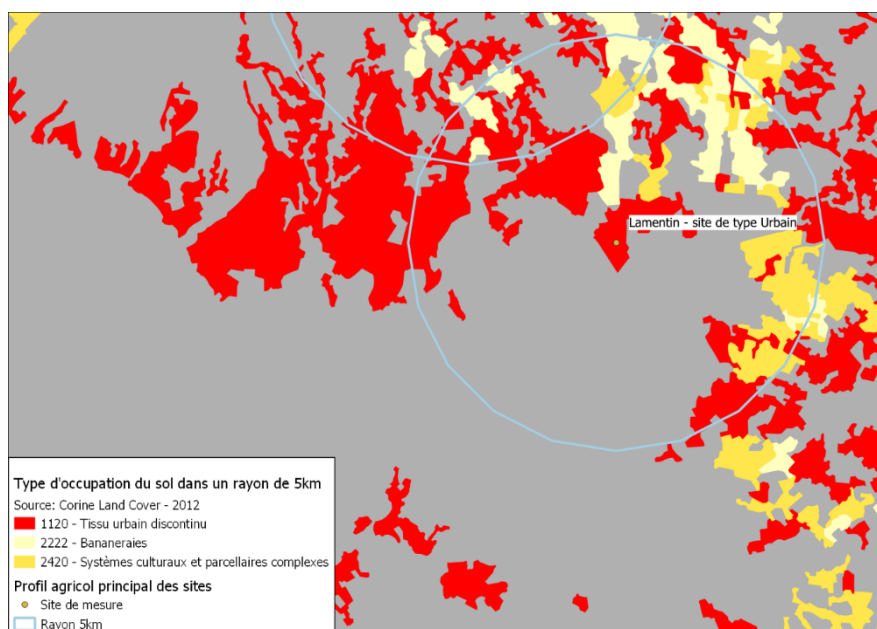 Lamentin - site de type Urbain
Type d'occupation du sol dans un rayon de 5km
Source: Corine Land Cover - 2012
1120 - Tissu urbain discontinu
2222 - Bananeraies
2420 - Systèmes culturaux et parcellaires complexes
Profil agricol principal des sites
Site de mesure
Rayon 5km